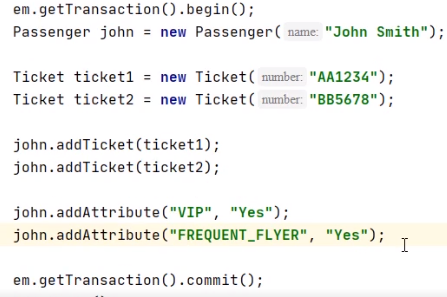 em.getTransaction().begin();
Passenger john = new Passenger( name: "John Smith");
Ticket ticket1 = new Ticket( number: "AA1234");
Ticket ticket2 = new Ticket( number: "BB5678");
john.addTicket(ticket1);
john.addTicket(ticket2);
john.addAttribute("VIP", "Yes");
john.addAttribute("FREQUENT_FLYER", "Yes");
em.getTransaction().commit();